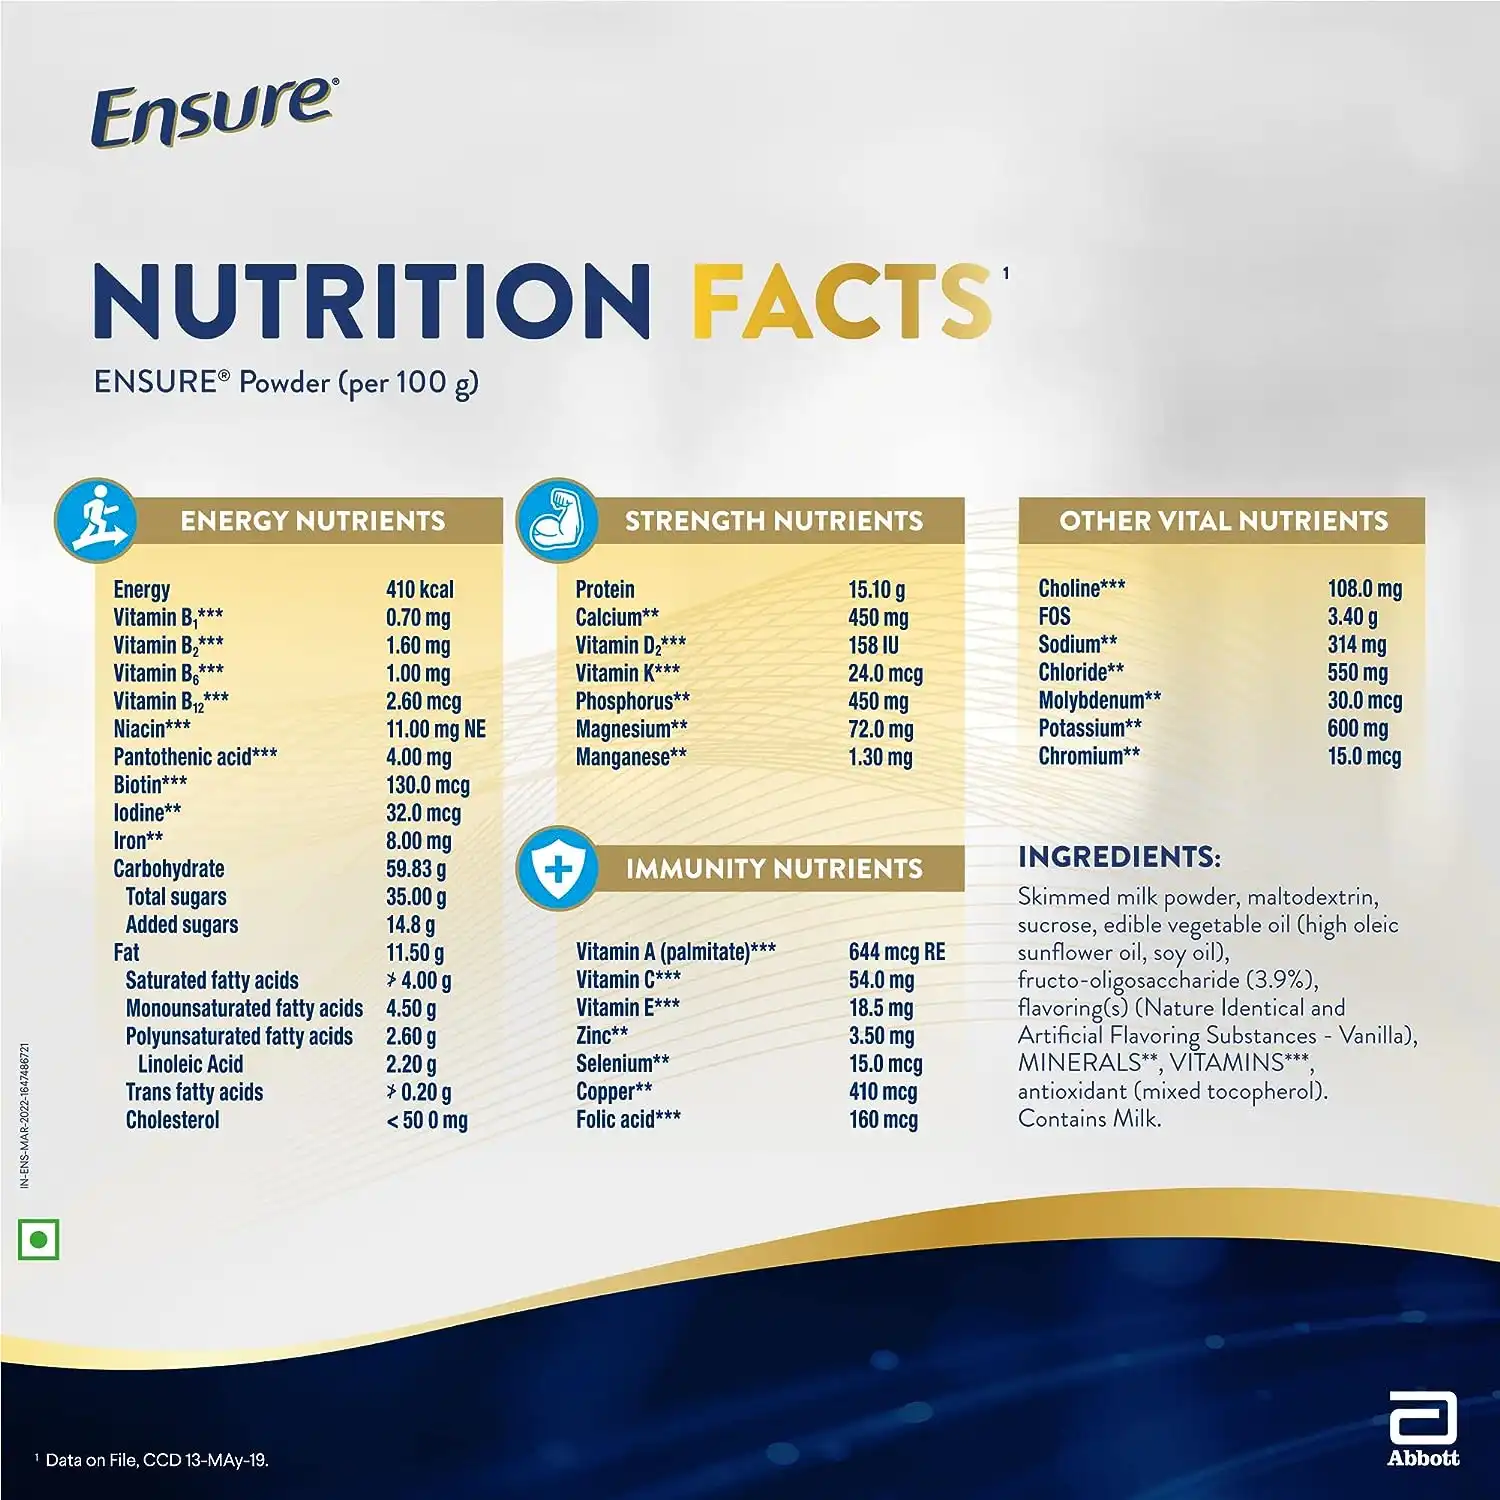 Ensure®
NUTRITION FACTS¹
ENSURE® Powder (per 100 g)
ENERGY NUTRIENTS
Energy 410 kcal
Vitamin B₁*** 0.70 mg
Vitamin B₂*** 1.60 mg
Vitamin B₆*** 1.00 mg
Vitamin B₁₂*** 2.60 mcg
Niacin*** 11.00 mg NE
Pantothenic acid*** 4.00 mg
Biotin*** 130.0 mcg
Iodine** 32.0 mcg
Iron** 8.00 mg
Carbohydrate 59.83 g
Total sugars 35.00 g
Added sugars 14.8 g
Fat 11.50 g
Saturated fatty acids ≯ 4.00 g
Monounsaturated fatty acids 4.50 g
Polyunsaturated fatty acids 2.60 g
Linoleic Acid 2.20 g
Trans fatty acids ≯ 0.20 g
Cholesterol < 50 0 mg
STRENGTH NUTRIENTS
Protein 15.10 g
Calcium** 450 mg
Vitamin D₂*** 158 IU
Vitamin K*** 24.0 mcg
Phosphorus** 450 mg
Magnesium** 72.0 mg
Manganese** 1.30 mg
IMMUNITY NUTRIENTS
Vitamin A (palmitate)*** 644 mcg RE
Vitamin C*** 54.0 mg
Vitamin E*** 18.5 mg
Zinc** 3.50 mg
Selenium** 15.0 mcg
Copper** 410 mcg
Folic acid*** 160 mcg
OTHER VITAL NUTRIENTS
Choline*** 108.0 mg
FOS 3.40 g
Sodium** 314 mg
Chloride** 550 mg
Molybdenum** 30.0 mcg
Potassium** 600 mg
Chromium** 15.0 mcg
INGREDIENTS:
Skimmed milk powder, maltodextrin,
sucrose, edible vegetable oil (high oleic
sunflower oil, soy oil),
fructo-oligosaccharide (3.9%),
flavoring(s) (Nature Identical and
Artificial Flavoring Substances - Vanilla),
MINERALS**, VITAMINS***,
antioxidant (mixed tocopherol).
Contains Milk.
IN-ENS-MAR-2022-1647486721
¹ Data on File, CCD 13-MAy-19.
Abbott